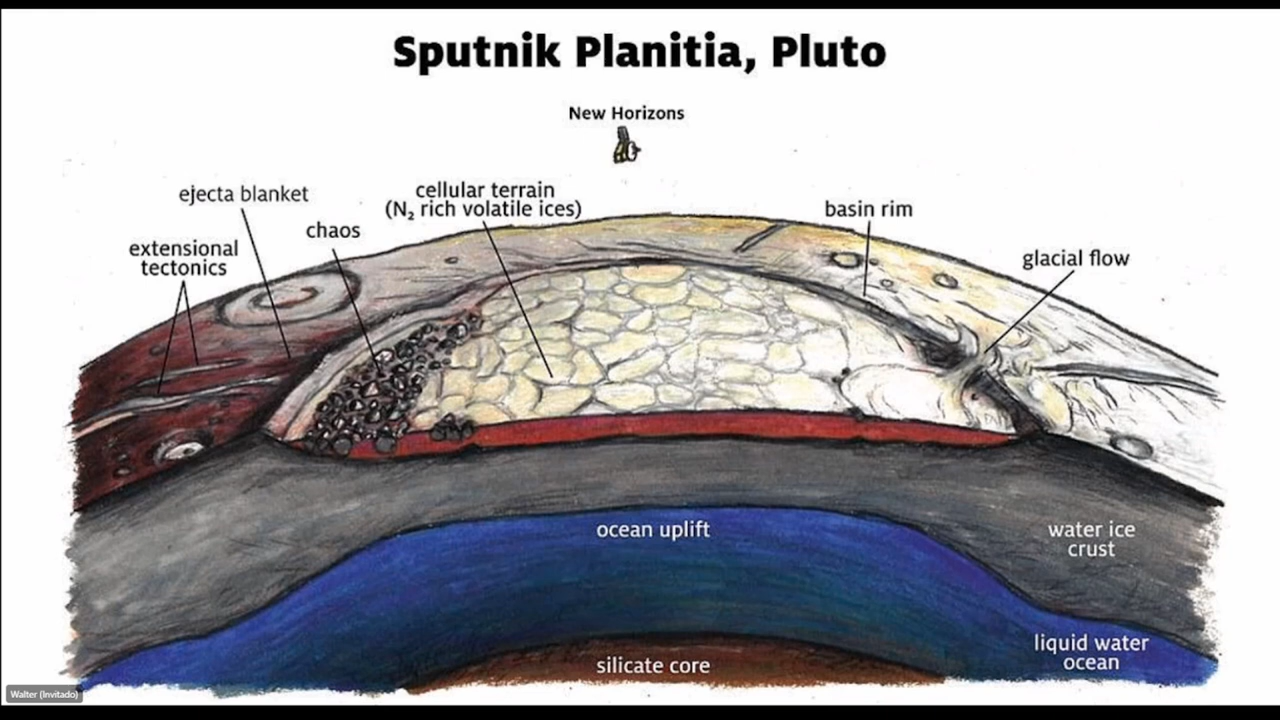 Sputnik Planitia, Pluto
New Horizons
ejecta blanket
cellular terrain
(N₂ rich volatile ices)
basin rim
chaos
extensional
tectonics
glacial flow
ocean uplift
water ice
crust
liquid water
ocean
silicate core
Walter (Invitado)